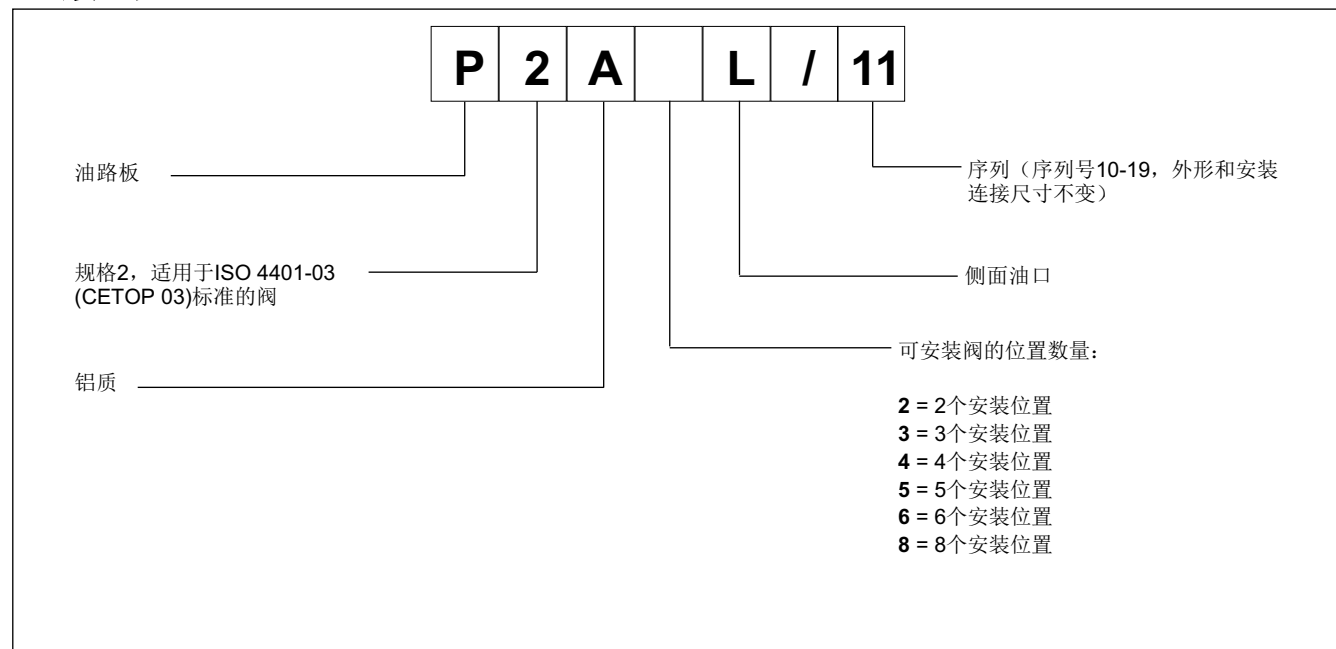 P 2 A L / 11
油路板
序列（序列号10-19，外形和安装
连接尺寸不变）
规格2，适用于ISO 4401-03
(CETOP 03)标准的阀
侧面油口
可安装阀的位置数量：
铝质
2 = 2个安装位置
3 = 3个安装位置
4 = 4个安装位置
5 = 5个安装位置
6 = 6个安装位置
8 = 8个安装位置